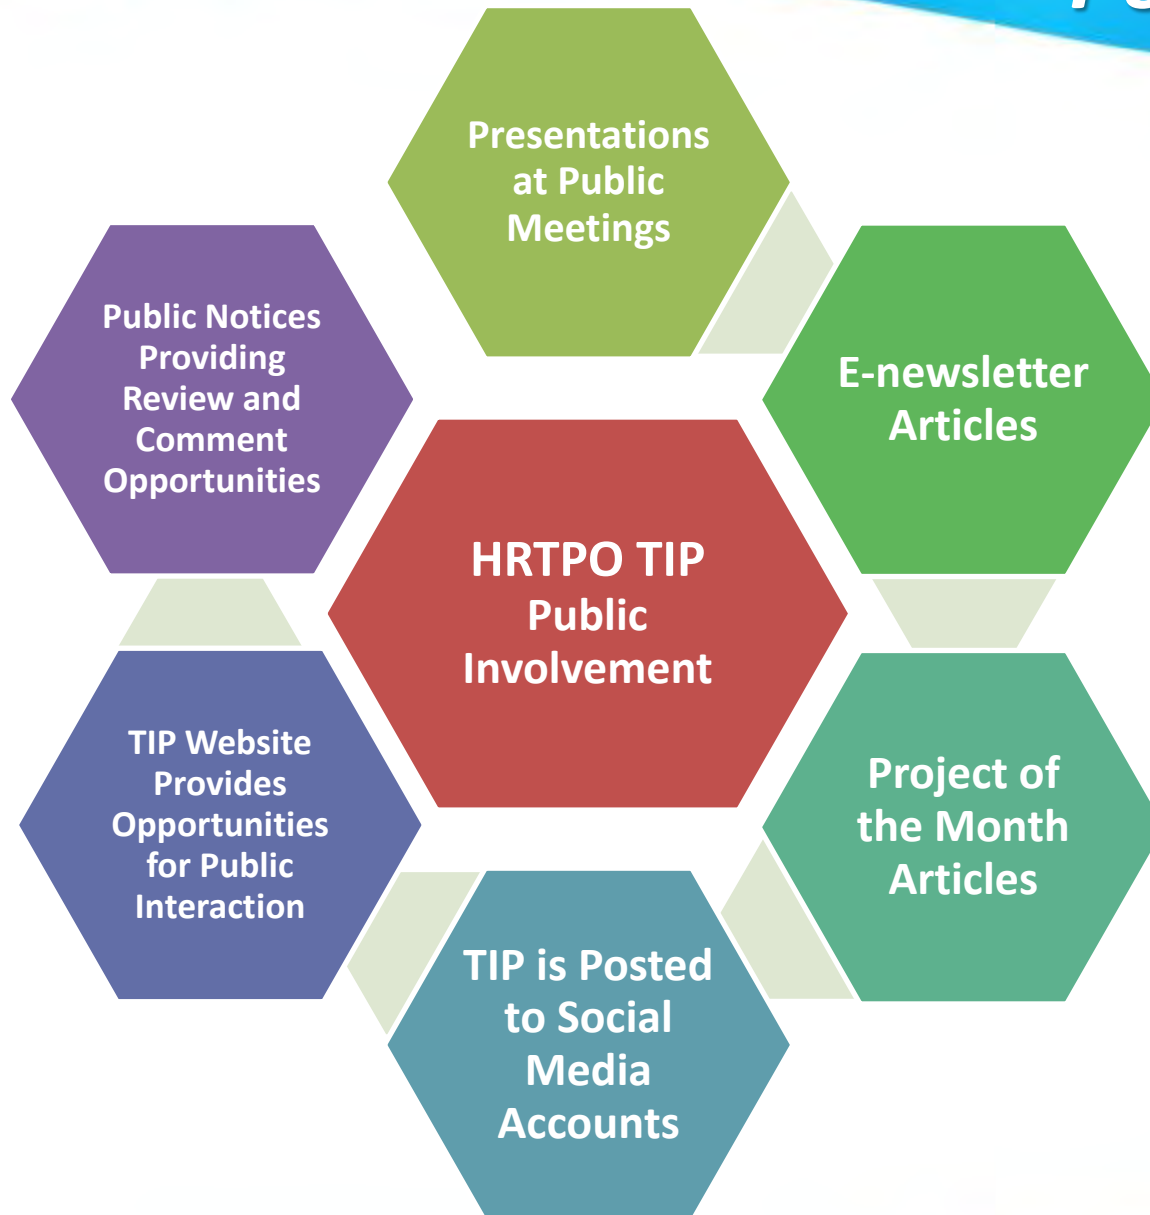 Presentations
at Public
Meetings
E-newsletter
Articles
Project of
the Month
Articles
TIP is Posted
to Social
Media
Accounts
TIP Website
Provides
Opportunities
for Public
Interaction
Public Notices
Providing
Review and
Comment
Opportunities
HRTPO TIP
Public
Involvement